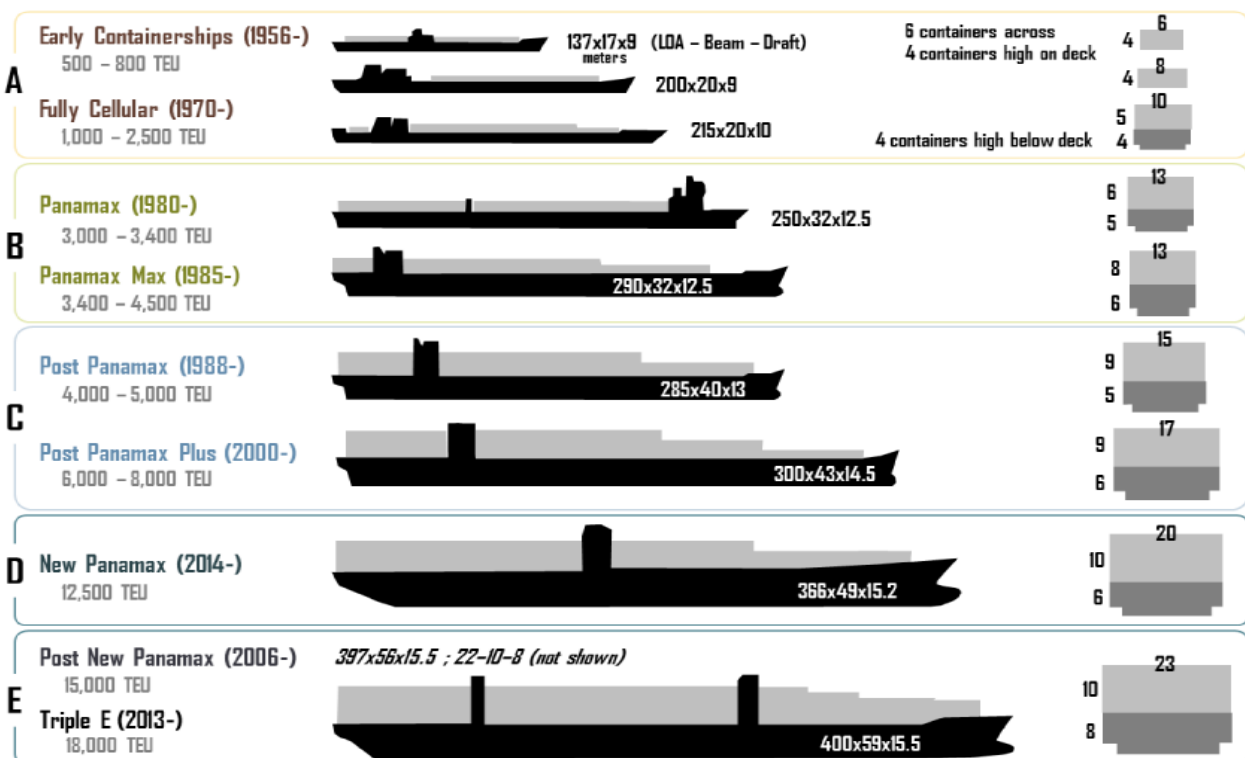 A
Early Containerships (1956-)
500 – 800 TEU
137x17x9 (LOA – Beam – Draft)
meters
200x20x9
6 containers across
4 containers high on deck
6
4
8
4
Fully Cellular (1970-)
1,000 – 2,500 TEU
215x20x10
4 containers high below deck
10
5
4
B
Panamax (1980-)
3,000 – 3,400 TEU
250x32x12.5
13
6
5
Panamax Max (1985-)
3,400 – 4,500 TEU
290x32x12.5
13
8
6
C
Post Panamax (1988-)
4,000 – 5,000 TEU
285x40x13
15
9
5
Post Panamax Plus (2000-)
6,000 – 8,000 TEU
300x43x14.5
17
9
6
D
New Panamax (2014-)
12,500 TEU
366x49x15.2
20
10
6
E
Post New Panamax (2006-)
15,000 TEU
397x56x15.5 ; 22–10–8 (not shown)
Triple E (2013-)
18,000 TEU
400x59x15.5
23
10
8